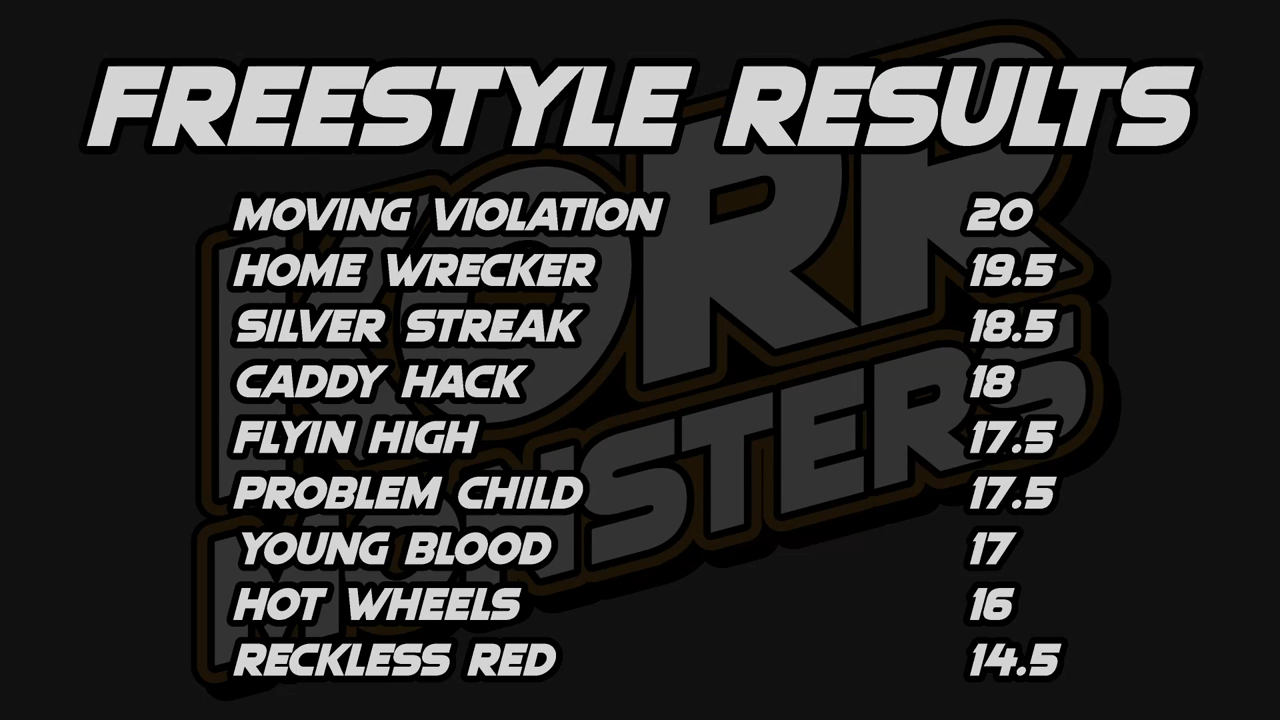 FREESTYLE RESULTS
MOVING VIOLATION 20
HOME WRECKER 19.5
SILVER STREAK 18.5
CADDY HACK 18
FLYIN HIGH 17.5
PROBLEM CHILD 17.5
YOUNG BLOOD 17
HOT WHEELS 16
RECKLESS RED 14.5
MONSTERS